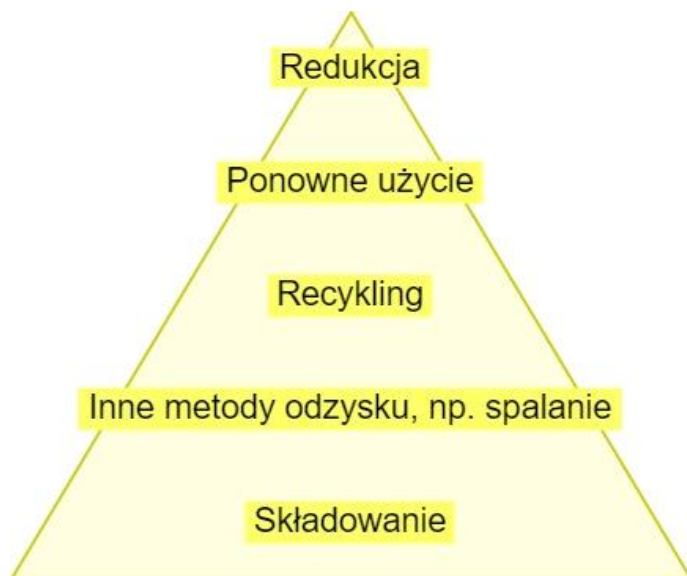 Redukcja
Ponowne użycie
Recykling
Inne metody odzysku, np. spalanie
Składowanie